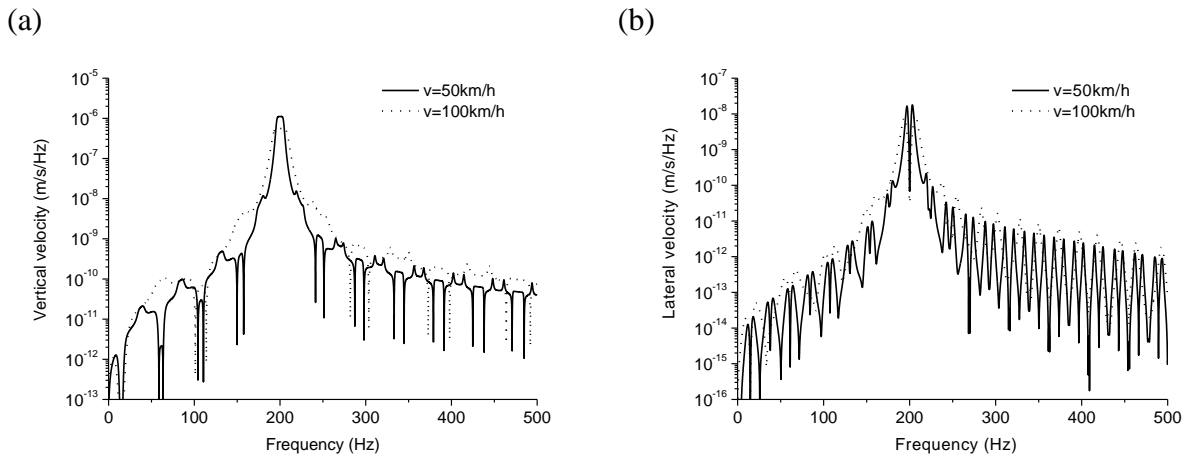 (a)
(b)
10^-5
10^-6
10^-7
10^-8
10^-9
10^-10
10^-11
10^-12
10^-13
Vertical velocity (m/s/Hz)
v=50km/h
v=100km/h
0 100 200 300 400 500
Frequency (Hz)
10^-7
10^-8
10^-9
10^-10
10^-11
10^-12
10^-13
10^-14
10^-15
10^-16
Lateral velocity (m/s/Hz)
v=50km/h
v=100km/h
0 100 200 300 400 500
Frequency (Hz)